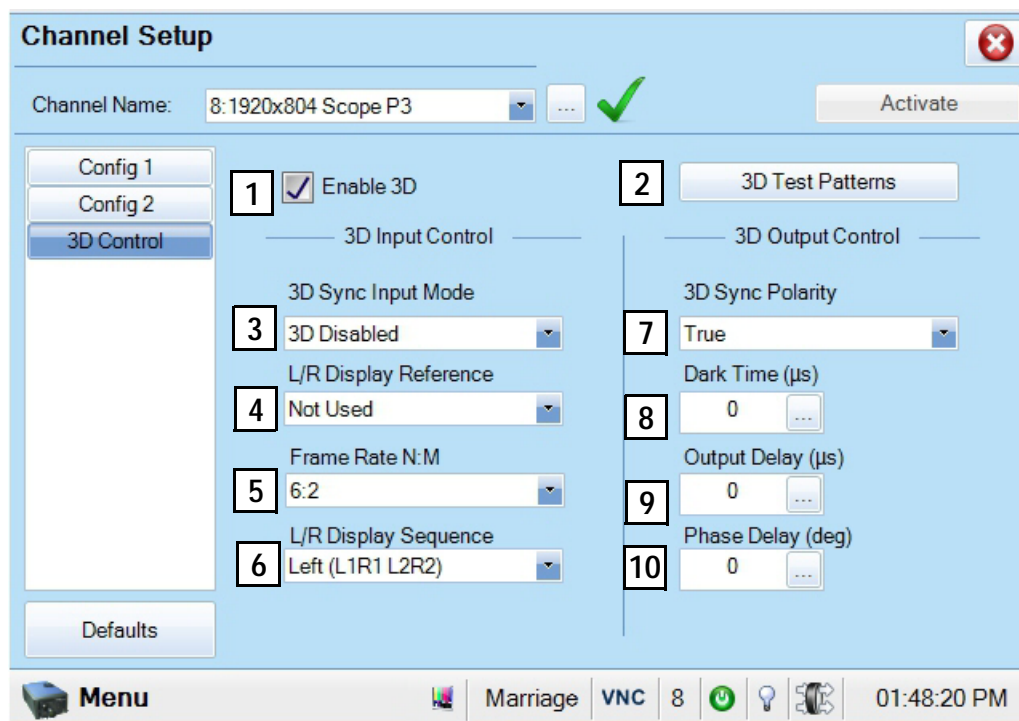 Channel Setup
Channel Name: 8:1920x804 Scope P3 ... Activate
Config 1
Config 2
3D Control
1 Enable 3D
2 3D Test Patterns
3D Input Control
3D Output Control
3D Sync Input Mode
3 3D Disabled
L/R Display Reference
4 Not Used
Frame Rate N:M
5 6:2
L/R Display Sequence
6 Left (L1R1 L2R2)
3D Sync Polarity
7 True
Dark Time (µs)
8 0 ...
Output Delay (µs)
9 0 ...
Phase Delay (deg)
10 0 ...
Defaults
Menu Marriage VNC 8 01:48:20 PM